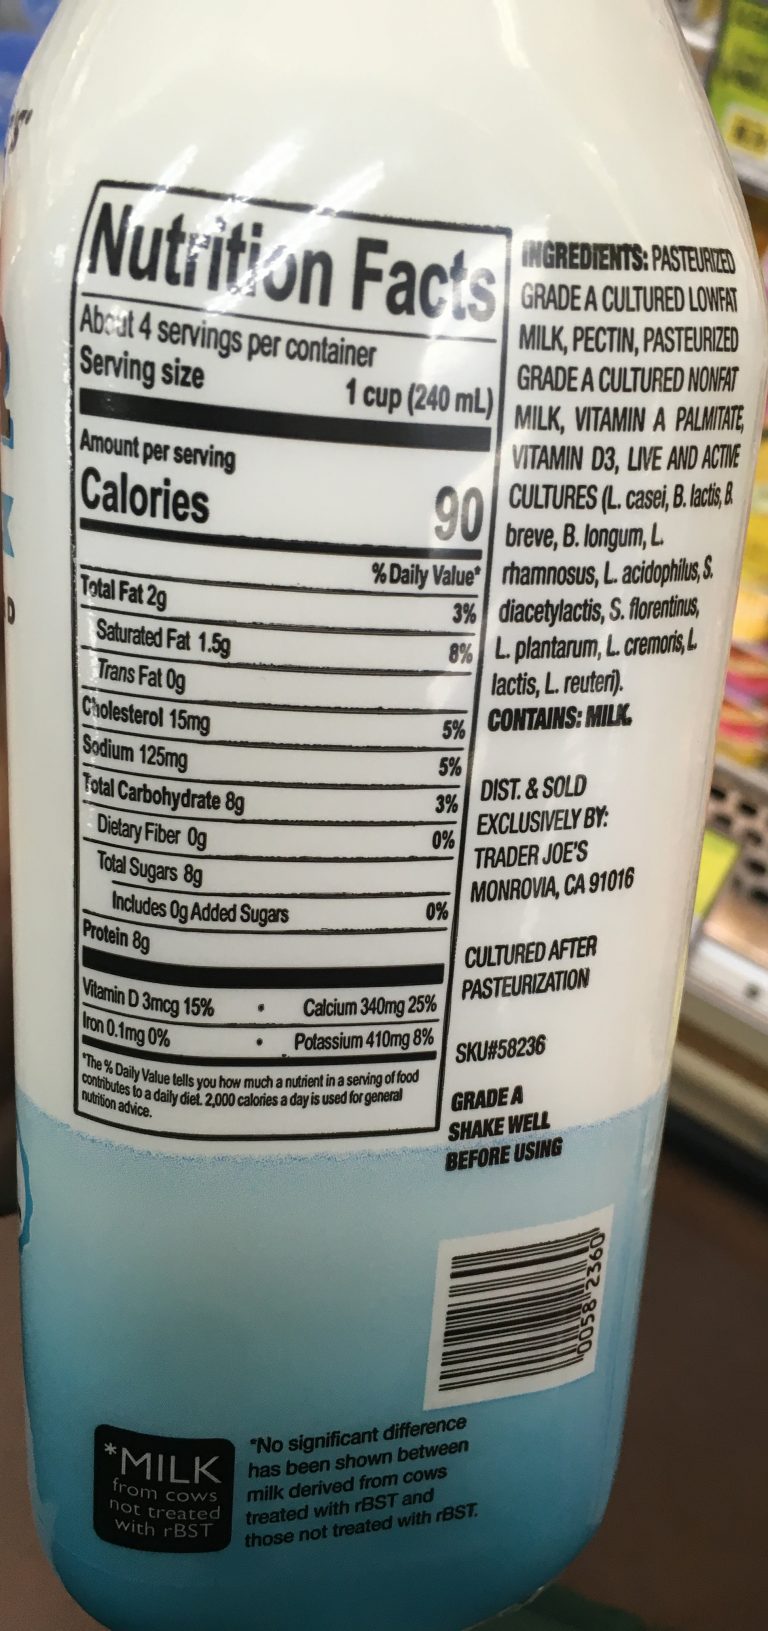 Nutrition Facts
About 4 servings per container
Serving size 1 cup (240 mL)
Amount per serving
Calories 90
% Daily Value*
Total Fat 2g 3%
Saturated Fat 1.5g 8%
Trans Fat 0g
Cholesterol 15mg 5%
Sodium 125mg 5%
Total Carbohydrate 8g 3%
Dietary Fiber 0g 0%
Total Sugars 8g
Includes 0g Added Sugars 0%
Protein 8g
Vitamin D 3mcg 15% • Calcium 340mg 25%
Iron 0.1mg 0% • Potassium 410mg 8%
*The % Daily Value tells you how much a nutrient in a serving of food
contributes to a daily diet. 2,000 calories a day is used for general
nutrition advice.
INGREDIENTS: PASTEURIZED
GRADE A CULTURED LOWFAT
MILK, PECTIN, PASTEURIZED
GRADE A CULTURED NONFAT
MILK, VITAMIN A PALMITATE,
VITAMIN D3, LIVE AND ACTIVE
CULTURES (L. casei, B. lactis, B.
breve, B. longum, L.
rhamnosus, L. acidophilus, S.
diacetylactis, S. florentinus,
L. plantarum, L. cremoris, L.
lactis, L. reuteri).
CONTAINS: MILK.
DIST. & SOLD
EXCLUSIVELY BY:
TRADER JOE'S
MONROVIA, CA 91016
CULTURED AFTER
PASTEURIZATION
SKU#58236
GRADE A
SHAKE WELL
BEFORE USING
0058 2360
*MILK
from cows
not treated
with rBST
*No significant difference
has been shown between
milk derived from cows
treated with rBST and
those not treated with rBST.